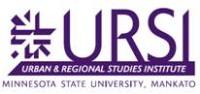 URSI
URBAN & REGIONAL STUDIES INSTITUTE
MINNESOTA STATE UNIVERSITY, MANKATO